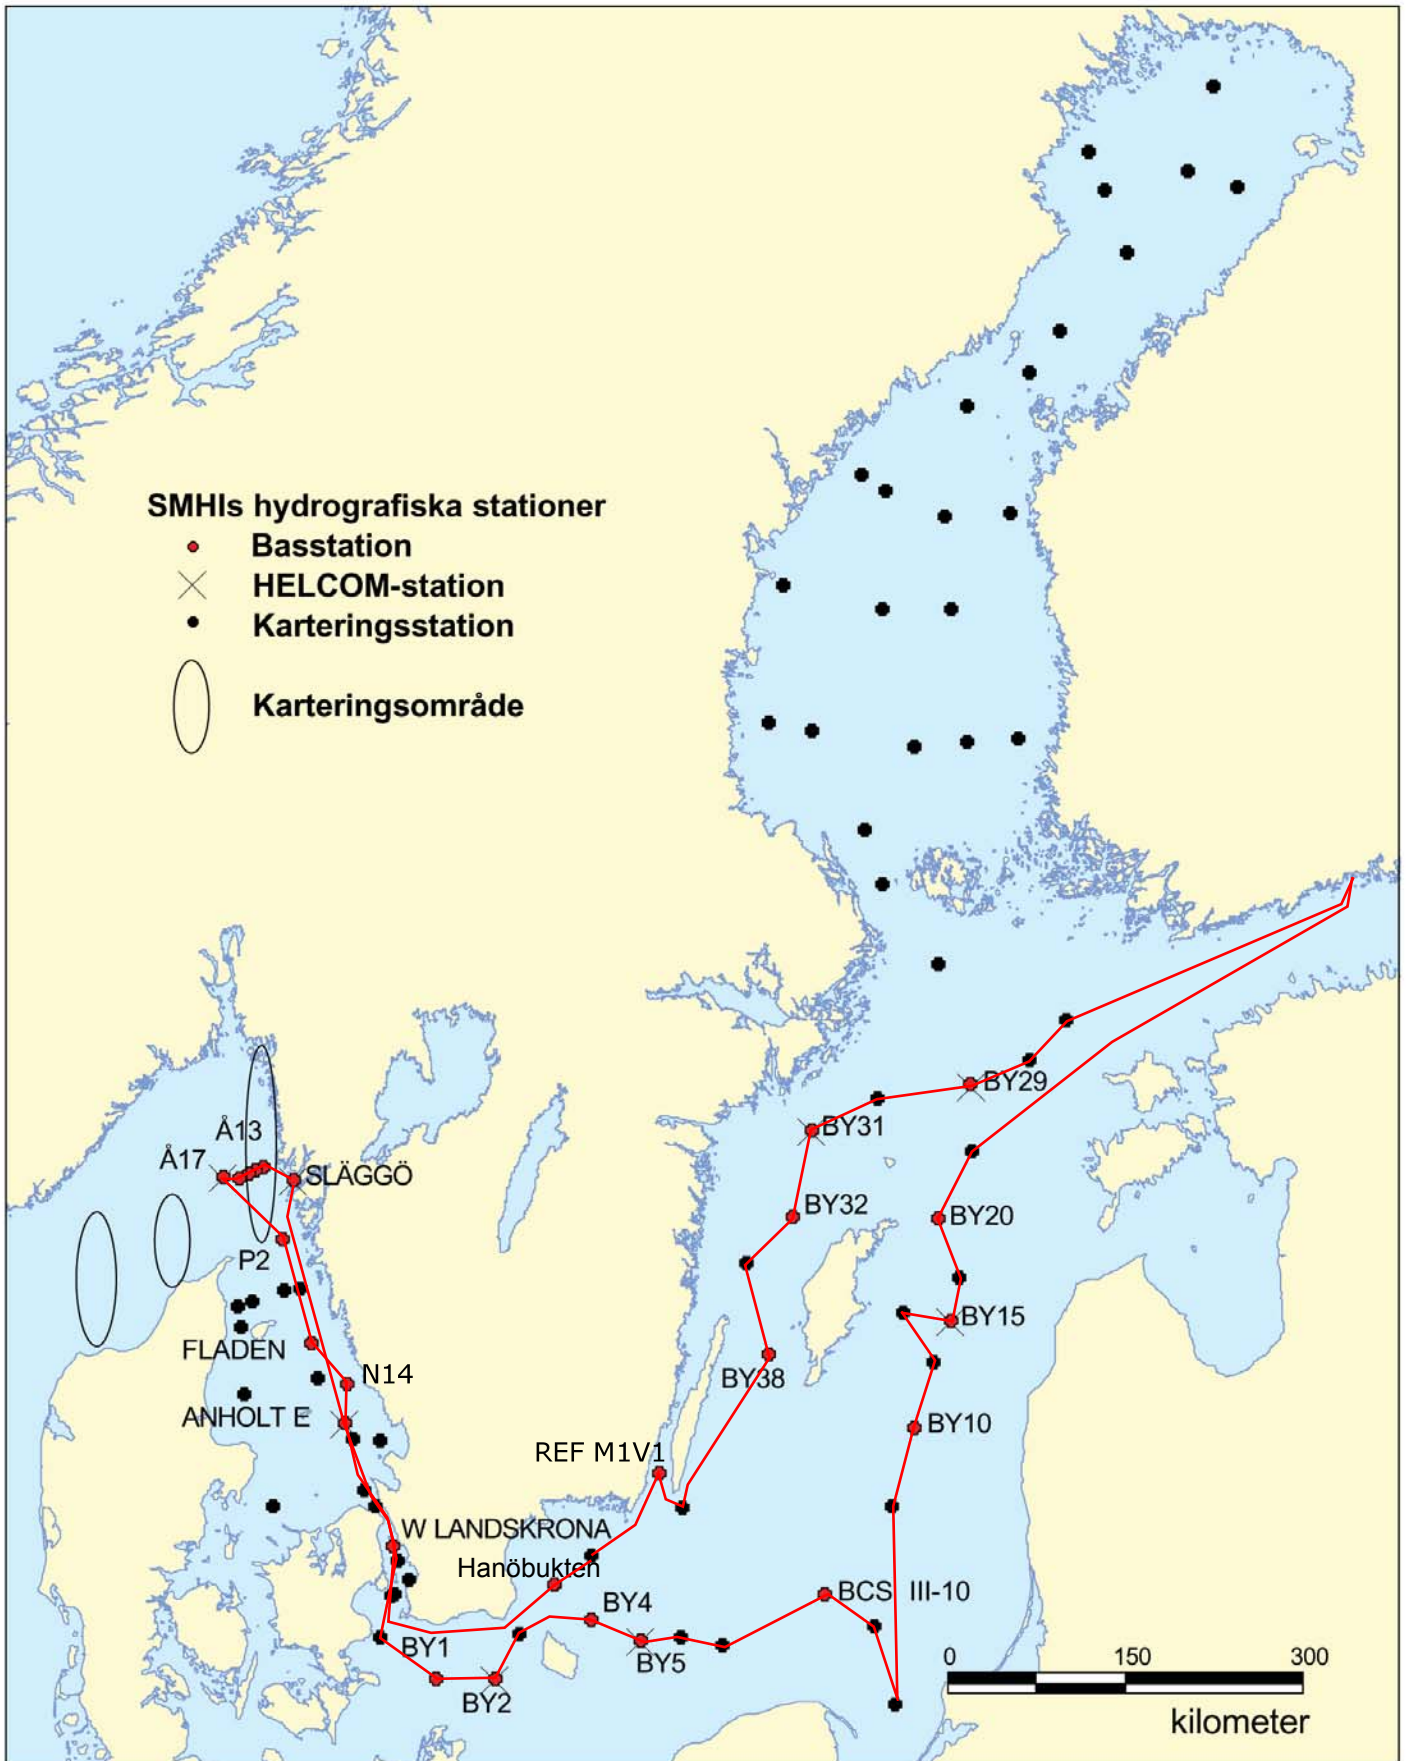 SMHIs hydrografiska stationer
Basstation
HELCOM-station
Karteringsstation
Karteringsområde
BY29
Å13
BY31
Å17
SLÄGGÖ
BY32
BY20
P2
BY15
FLADEN
N14
BY38
ANHOLT E
BY10
REF M1V1
W LANDSKRONA
Hanöbukten
BCS III-10
BY4
BY1
BY5
BY2
0 150 300
kilometer